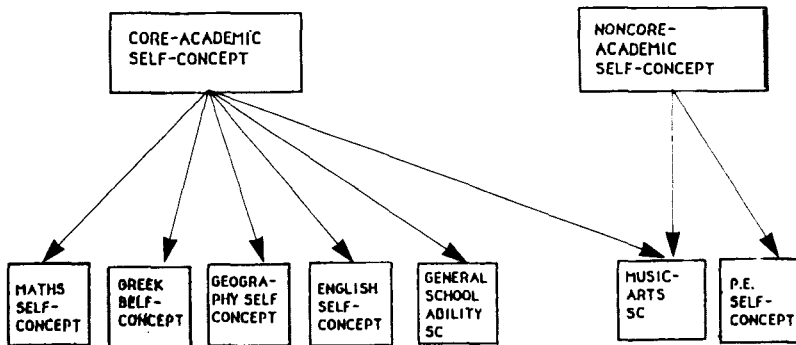 CORE-ACADEMIC
SELF-CONCEPT
NONCORE-
ACADEMIC
SELF-CONCEPT
MATHS
SELF-
CONCEPT
GREEK
BELF-
CONCEPT
GEOGRA-
PHY SELF
CONCEPT
ENGLISH
SELF-
CONCEPT
GENERAL
SCHOOL
ABILITY
SC
MUSIC-
ARTS
SC
P.E.
SELF-
CONCEPT